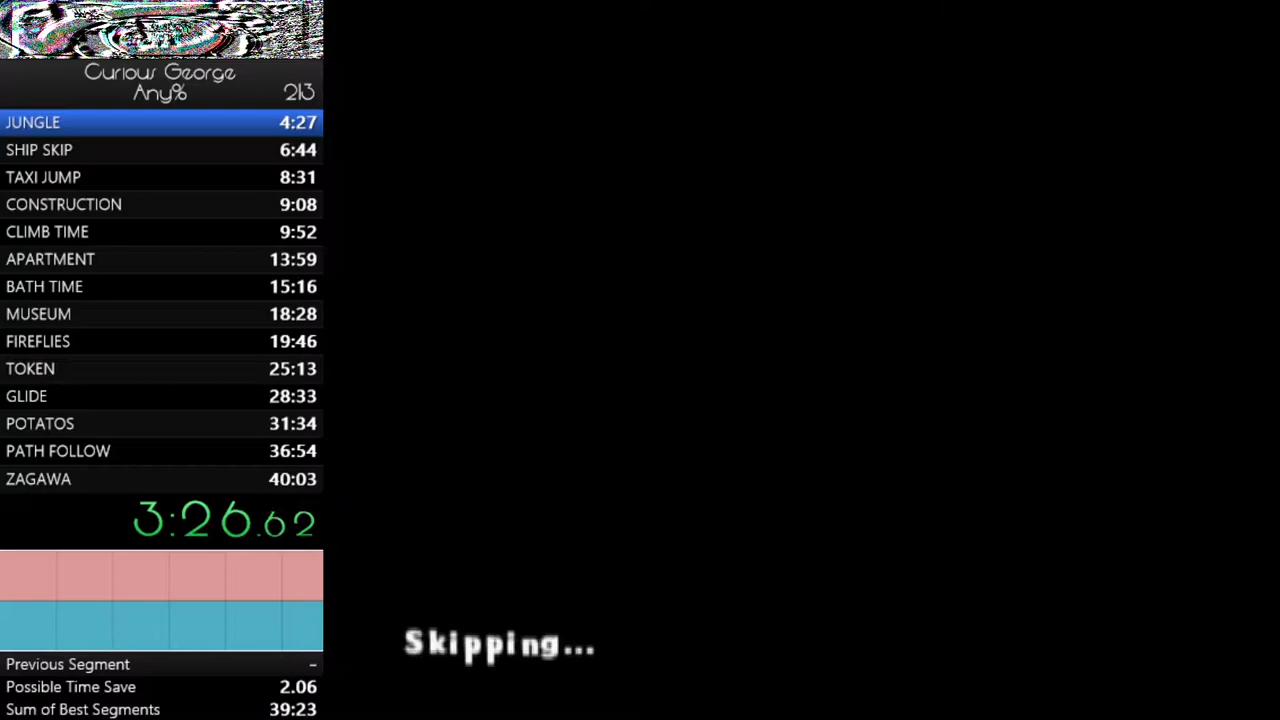 Curious George
Any% 213
JUNGLE 4:27
SHIP SKIP 6:44
TAXI JUMP 8:31
CONSTRUCTION 9:08
CLIMB TIME 9:52
APARTMENT 13:59
BATH TIME 15:16
MUSEUM 18:28
FIREFLIES 19:46
TOKEN 25:13
GLIDE 28:33
POTATOS 31:34
PATH FOLLOW 36:54
ZAGAWA 40:03
3:26.62
Skipping...
Previous Segment -
Possible Time Save 2.06
Sum of Best Segments 39:23